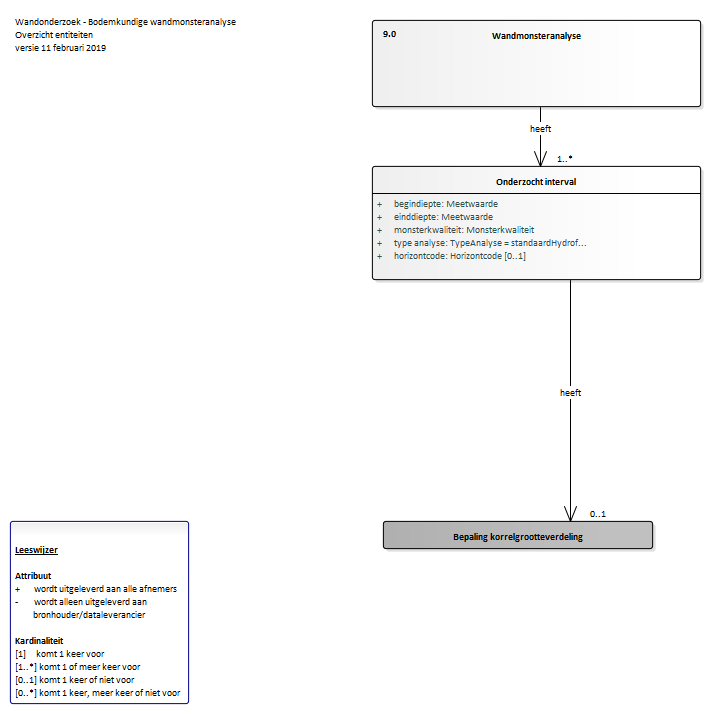 Wandonderzoek - Bodemkundige wandmonsteranalyse
Overzicht entiteiten
versie 11 februari 2019
9.0
Wandmonsteranalyse
heeft
1..*
Onderzocht interval
+ begindiepte: Meetwaarde
+ einddiepte: Meetwaarde
+ monsterkwaliteit: Monsterkwaliteit
+ type analyse: TypeAnalyse = standaardHydrof...
+ horizontcode: Horizontcode [0..1]
heeft
0..1
Bepaling korrelgrootteverdeling
Leeswijzer
Attribuut
+ wordt uitgeleverd aan alle afnemers
- wordt alleen uitgeleverd aan
bronhouder/dataleverancier
Kardinaliteit
[1] komt 1 keer voor
[1..*] komt 1 of meer keer voor
[0..1] komt 1 keer of niet voor
[0..*] komt 1 keer, meer keer of niet voor